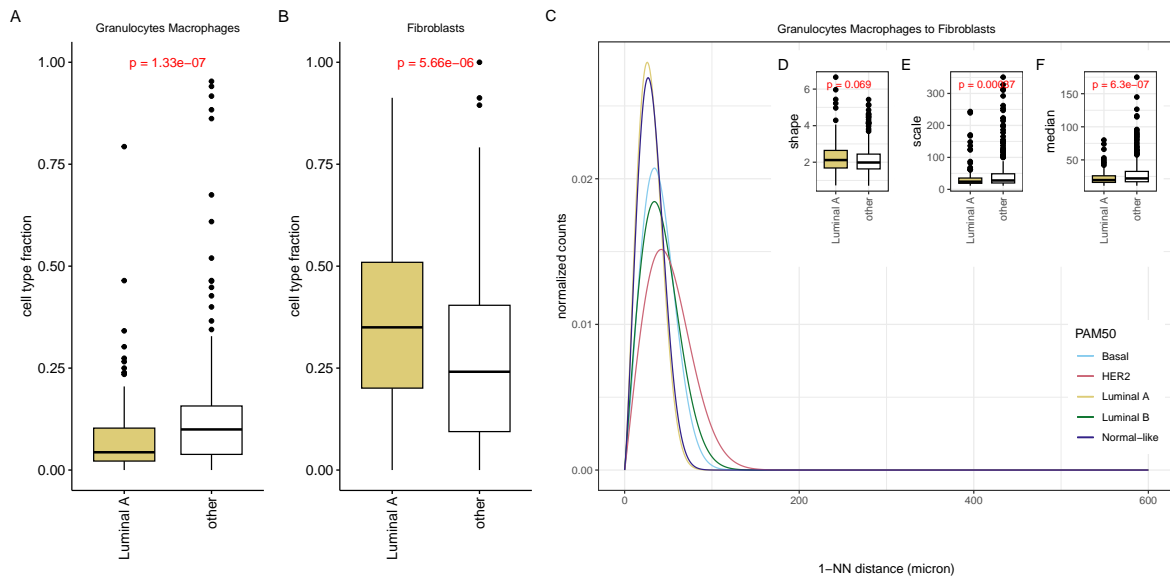 A
Granulocytes Macrophages
p = 1.33e−07
cell type fraction
1.00
0.75
0.50
0.25
0.00
Luminal A
other
B
Fibroblasts
p = 5.66e−06
cell type fraction
1.00
0.75
0.50
0.25
0.00
Luminal A
other
C
Granulocytes Macrophages to Fibroblasts
normalized counts
0.02
0.01
0.00
0
200
400
600
1−NN distance (micron)
D
p = 0.069
shape
6
4
2
Luminal A
other
E
scale
300
200
100
0
Luminal A
other
F
p = 6.3e−07
median
150
100
50
Luminal A
other
PAM50
Basal
HER2
Luminal A
Luminal B
Normal−like